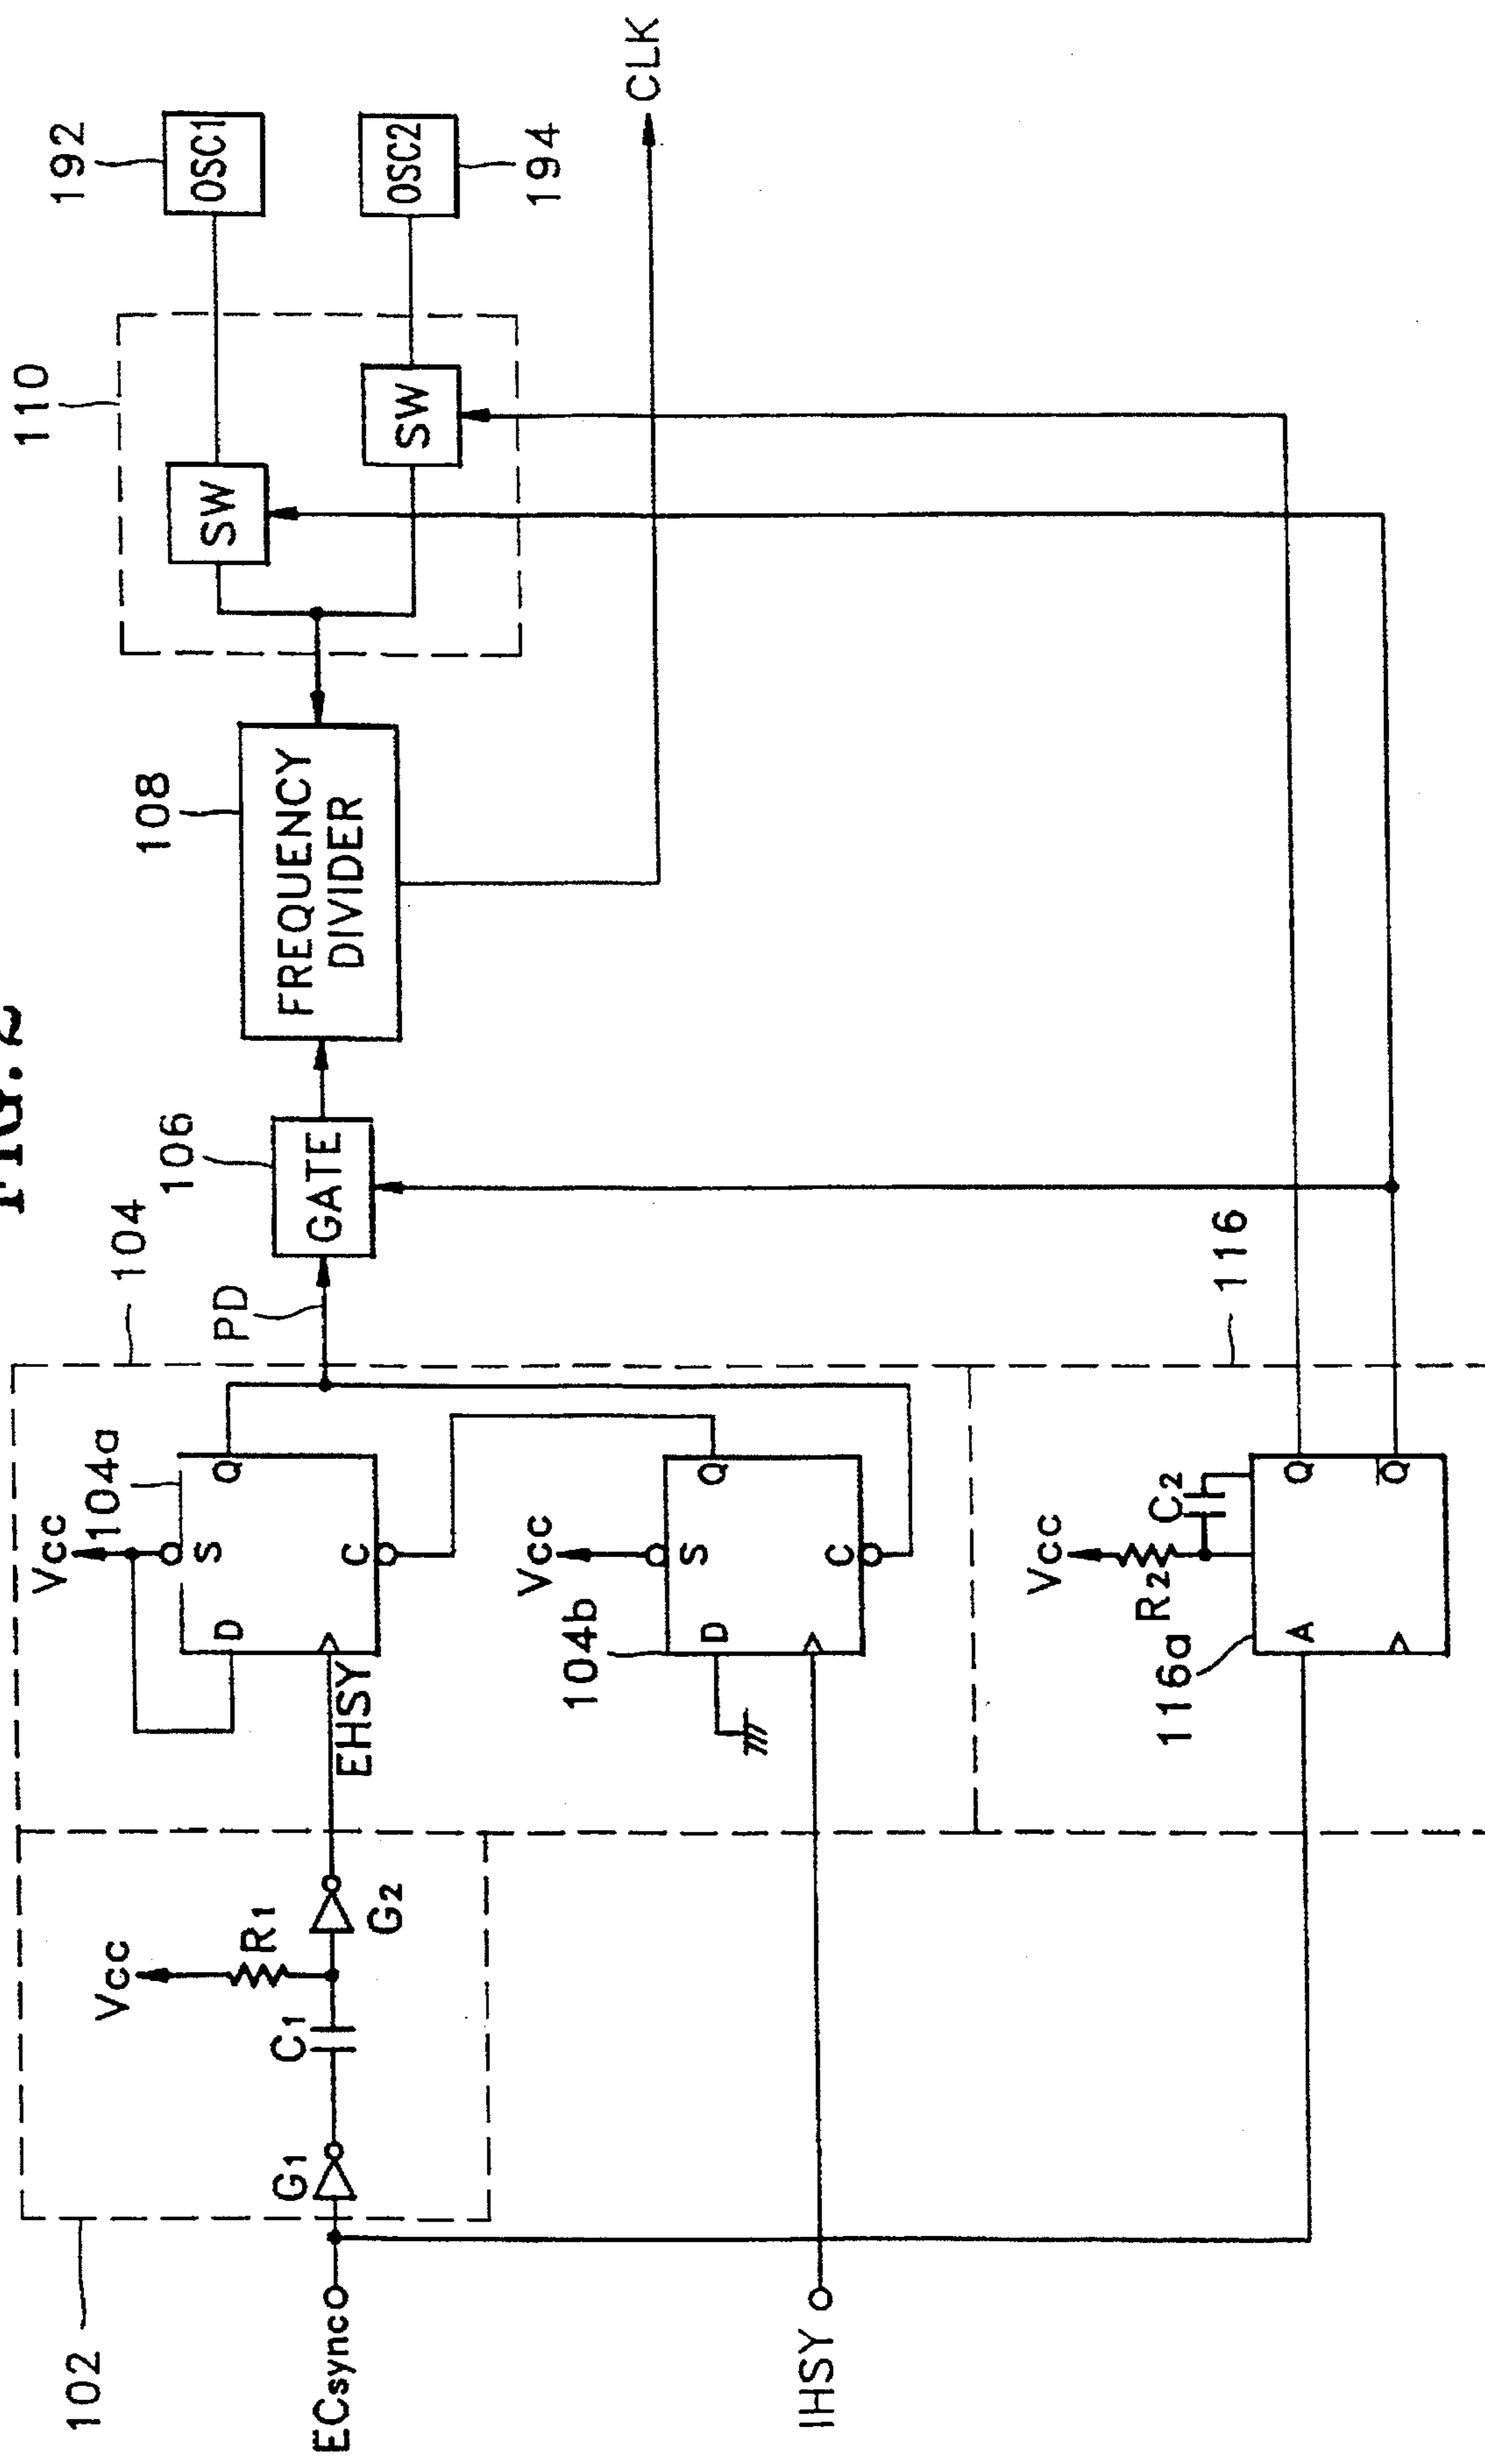 FIG. 2
102
ECsync
G1
C1
Vcc
R1
G2
EHSY
104
Vcc
104a
D
S
Q
C
PD
106
GATE
108
FREQUENCY
DIVIDER
110
SW
SW
192
OSC1
OSC2
194
CLK
IHSY
104b
Vcc
D
S
Q
C
116
Vcc
R2
C2
116a
A
Q
Q